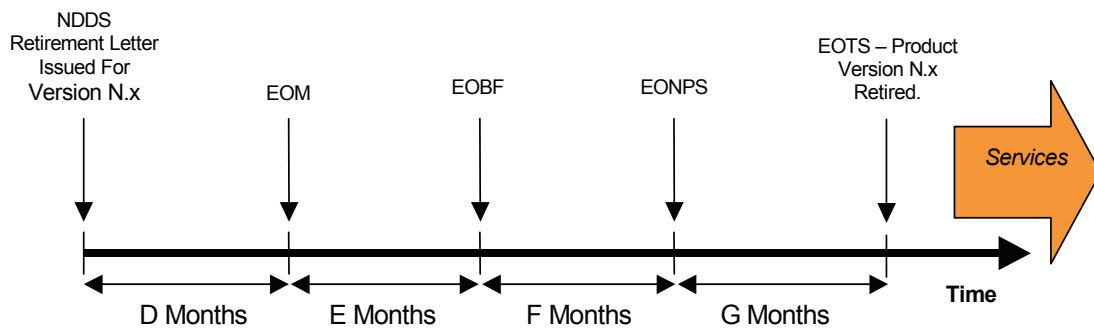 NDDS
Retirement Letter
Issued For
Version N.x
EOM
EOBF
EONPS
EOTS – Product
Version N.x
Retired.
Services
D Months
E Months
F Months
G Months
Time